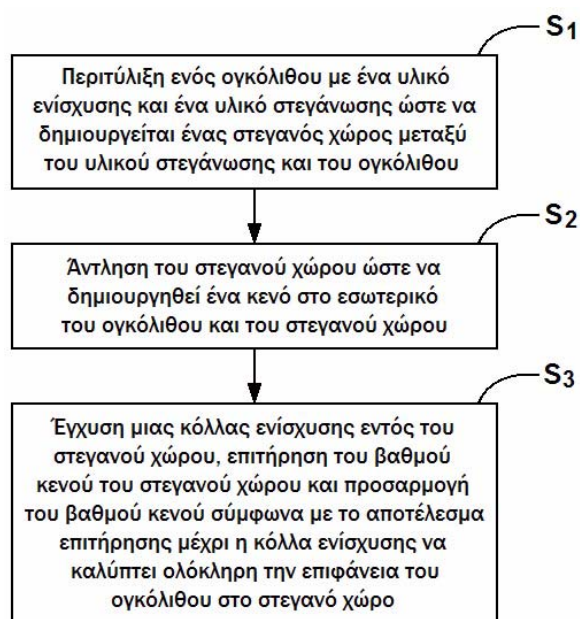 S1
Περιτύλιξη ενός ογκόλιθου με ένα υλικό
ενίσχυσης και ένα υλικό στεγάνωσης ώστε να
δημιουργείται ένας στεγανός χώρος μεταξύ
του υλικού στεγάνωσης και του ογκόλιθου
S2
Άντληση του στεγανού χώρου ώστε να
δημιουργηθεί ένα κενό στο εσωτερικό
του ογκόλιθου και του στεγανού χώρου
S3
Έγχυση μιας κόλλας ενίσχυσης εντός του
στεγανού χώρου, επιτήρηση του βαθμού
κενού του στεγανού χώρου και προσαρμογή
του βαθμού κενού σύμφωνα με το αποτέλεσμα
επιτήρησης μέχρι η κόλλα ενίσχυσης να
καλύπτει ολόκληρη την επιφάνεια του
ογκόλιθου στο στεγανό χώρο